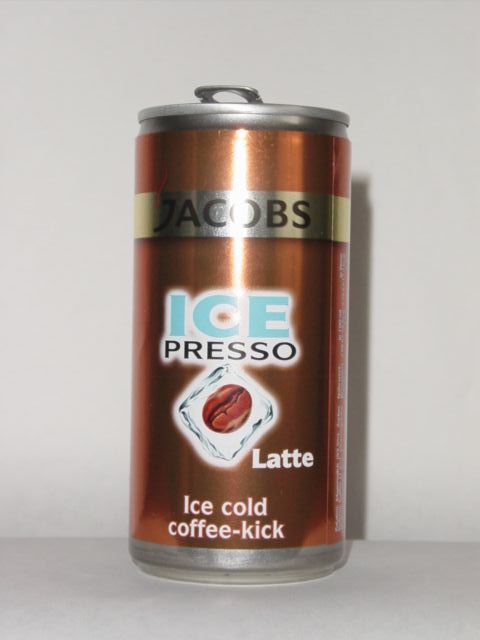 JACOBS
ICE
PRESSO
Latte
Ice cold
coffee-kick